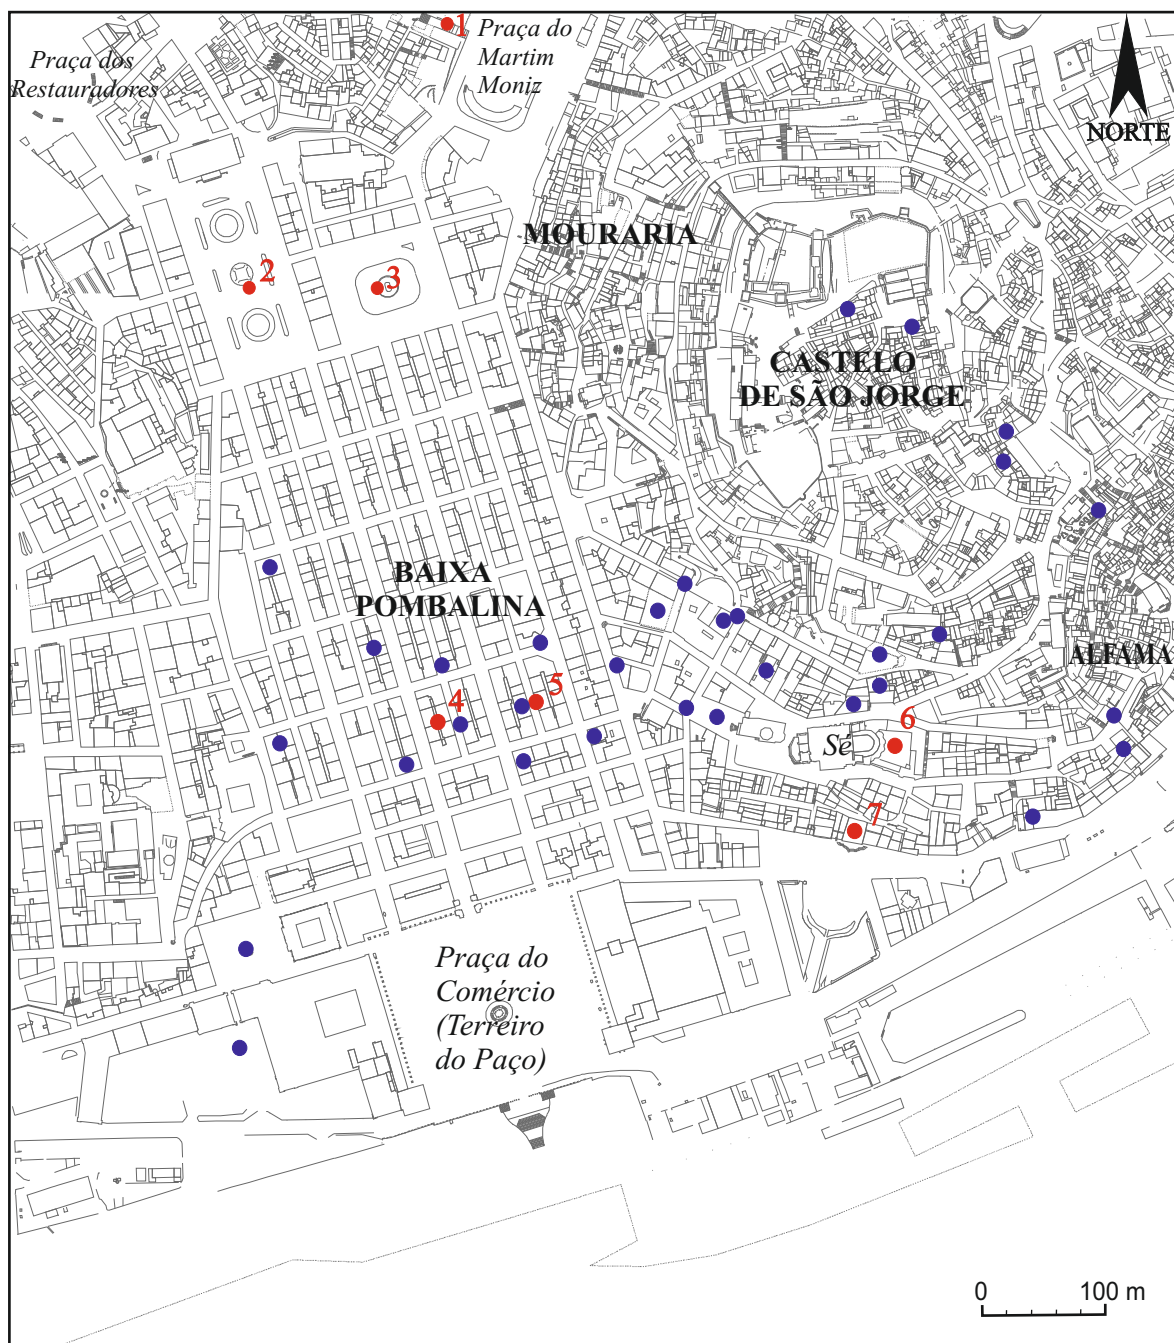 1
Praça do
Martim
Moniz
Praça dos
Restauradores
NORTE
MOURARIA
2
3
CASTELO
DE SÃO JORGE
BAIXA
POMBALINA
ALFAMA
4
5
6
Sé
7
Praça do
Comércio
(Terreiro
do Paço)
0 100 m